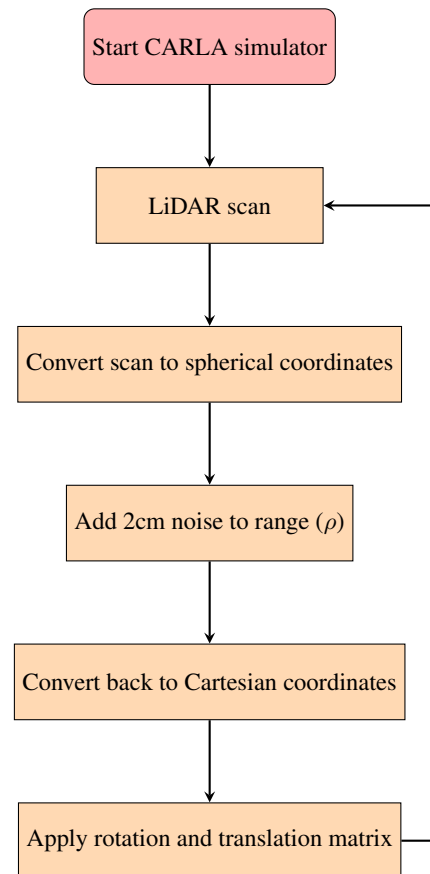 Start CARLA simulator
LiDAR scan
Convert scan to spherical coordinates
Add 2cm noise to range (ρ)
Convert back to Cartesian coordinates
Apply rotation and translation matrix